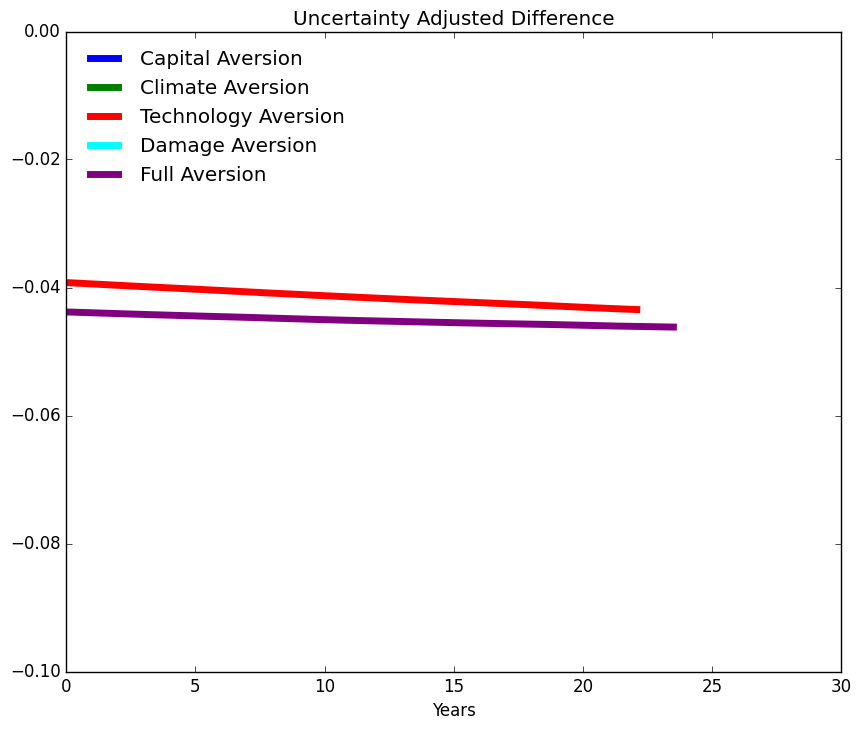 Uncertainty Adjusted Difference
0.00
Capital Aversion
Climate Aversion
Technology Aversion
Damage Aversion
Full Aversion
−0.02
−0.04
−0.06
−0.08
−0.10
0 5 10 15 20 25 30
Years